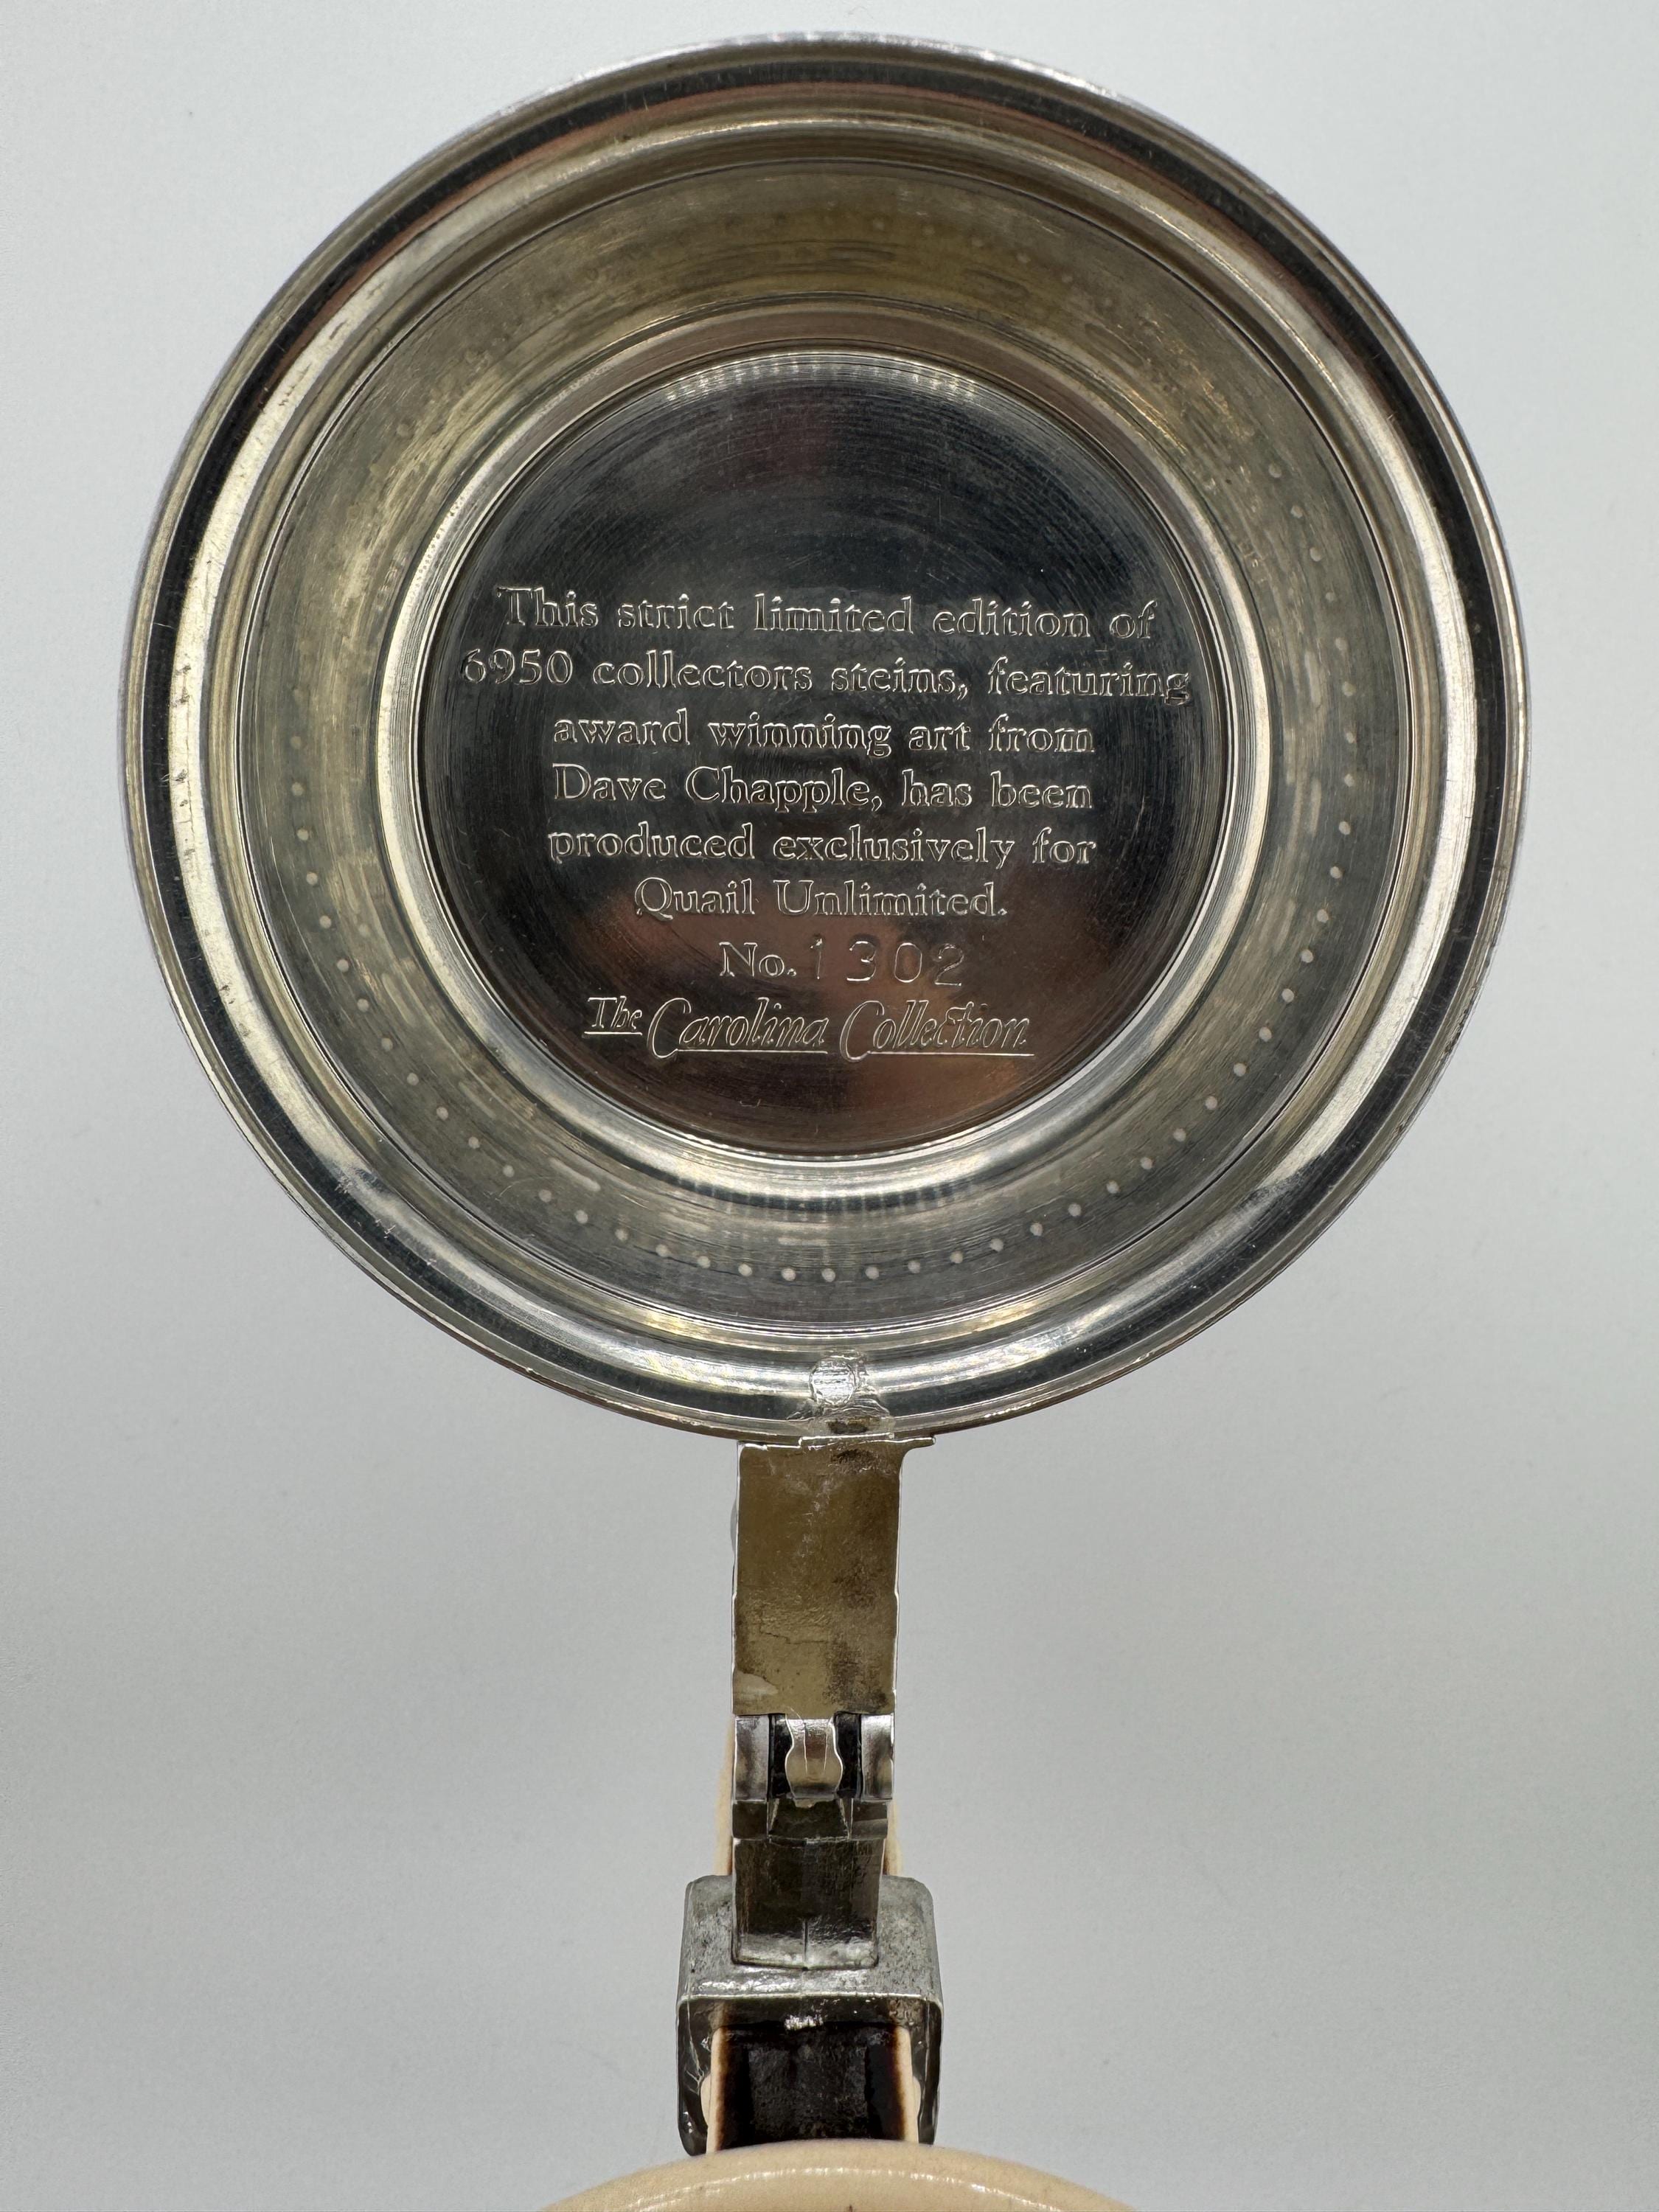 This strict limited edition of
6950 collectors steins, featuring
award winning art from
Dave Chapple, has been
produced exclusively for
Quail Unlimited.
No. 1302
The Carolina Collection